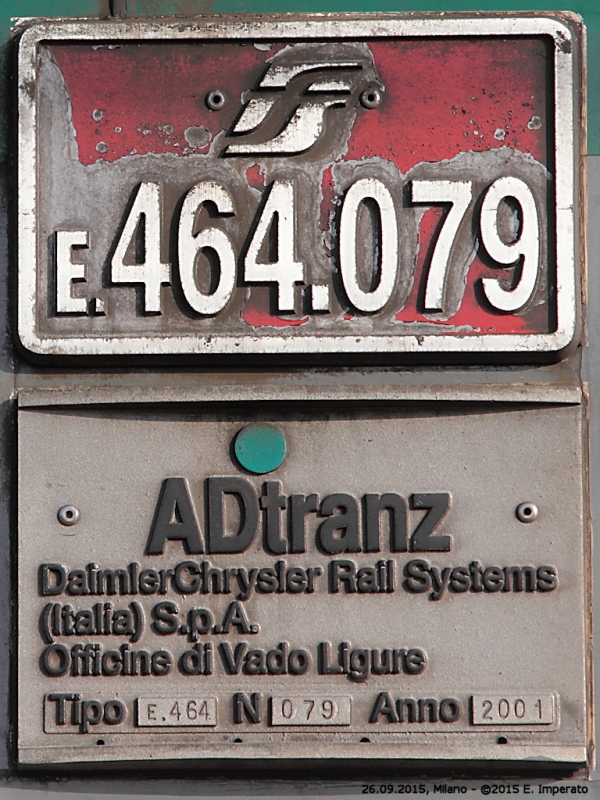 E.464.079
ADtranz
DaimlerChrysler Rail Systems
(Italia) S.p.A.
Officine di Vado Ligure
Tipo E.464 N 079 Anno 2001
26.09.2015, Milano - ©2015 E. Imperato